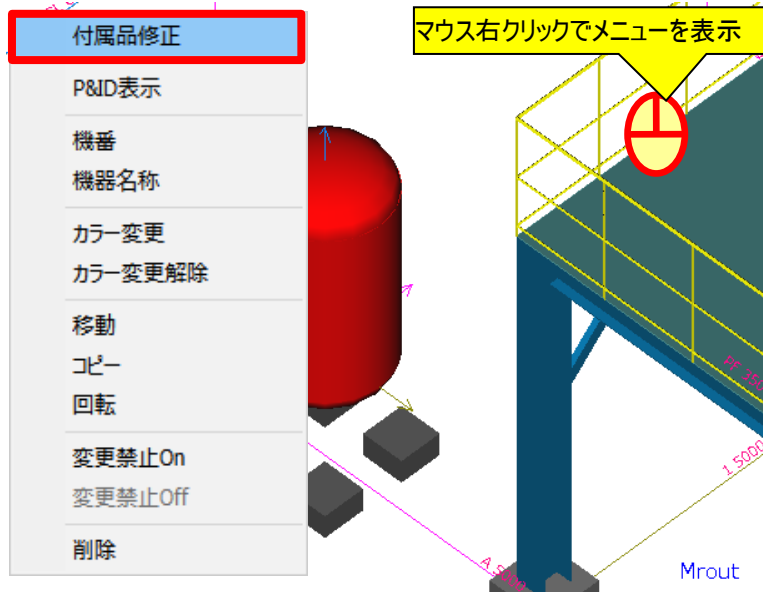 付属品修正
P&ID表示
機番
機器名称
カラー変更
カラー変更解除
移動
コピー
回転
変更禁止On
変更禁止Off
削除
マウス右クリックでメニューを表示
1 5000
A 5000
Mrout